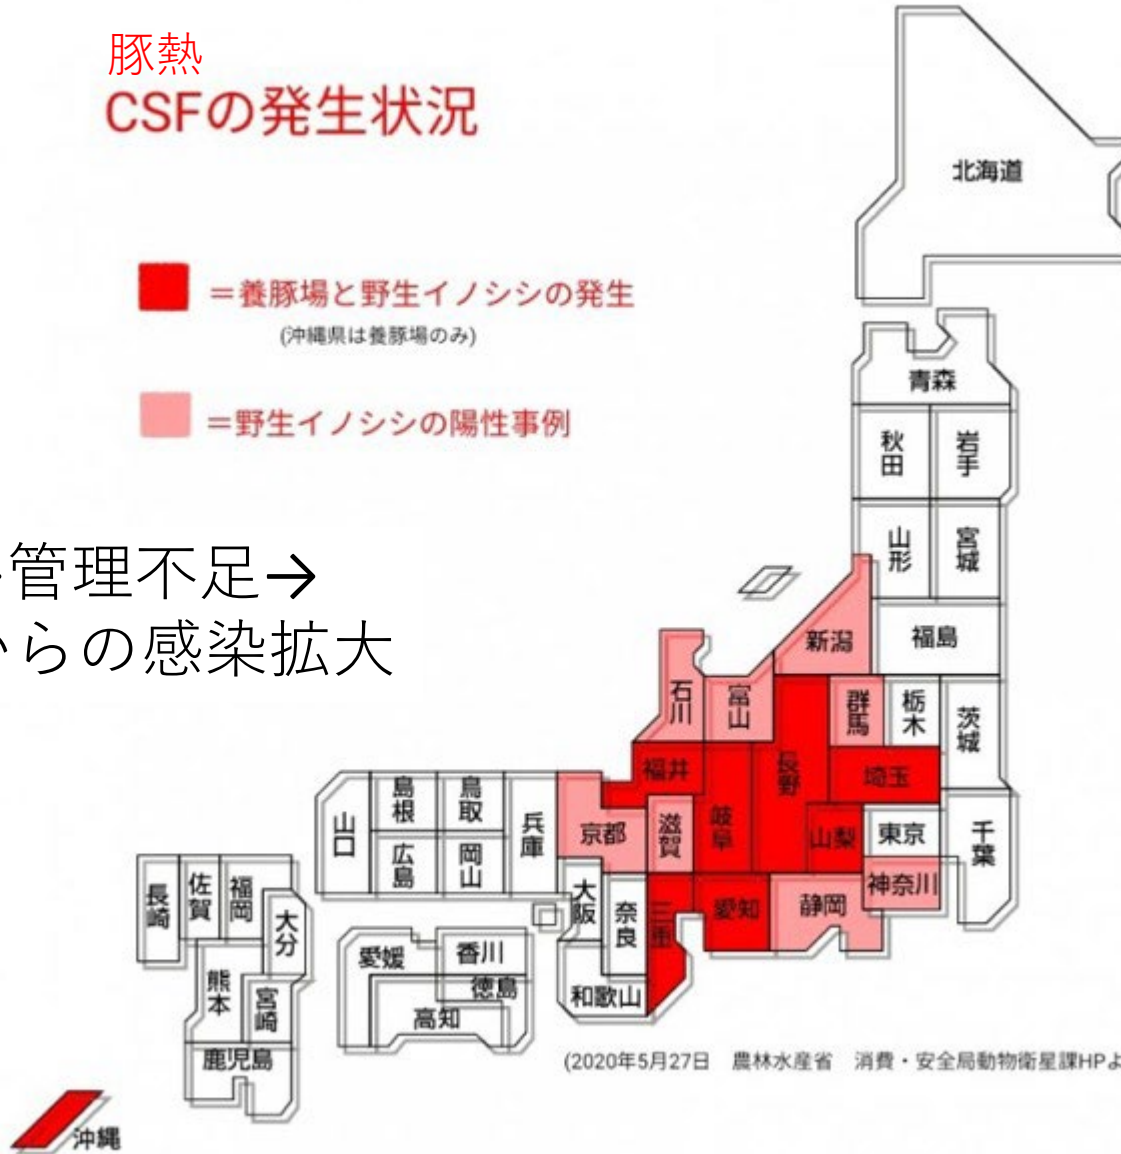 豚熱
CSFの発生状況
＝養豚場と野生イノシシの発生
(沖縄県は養豚場のみ)
＝野生イノシシの陽性事例
管理不足→
からの感染拡大
北海道
青森
秋田
岩手
山形
宮城
新潟
福島
石川
富山
群馬
栃木
茨城
福井
長野
埼玉
岐阜
山梨
東京
千葉
山口
島根
鳥取
兵庫
京都
滋賀
広島
岡山
神奈川
長崎
佐賀
福岡
大分
大阪
奈良
三重
愛知
静岡
愛媛
香川
徳島
高知
和歌山
熊本
宮崎
鹿児島
沖縄
(2020年5月27日　農林水産省　消費・安全局動物衛星課HPよ